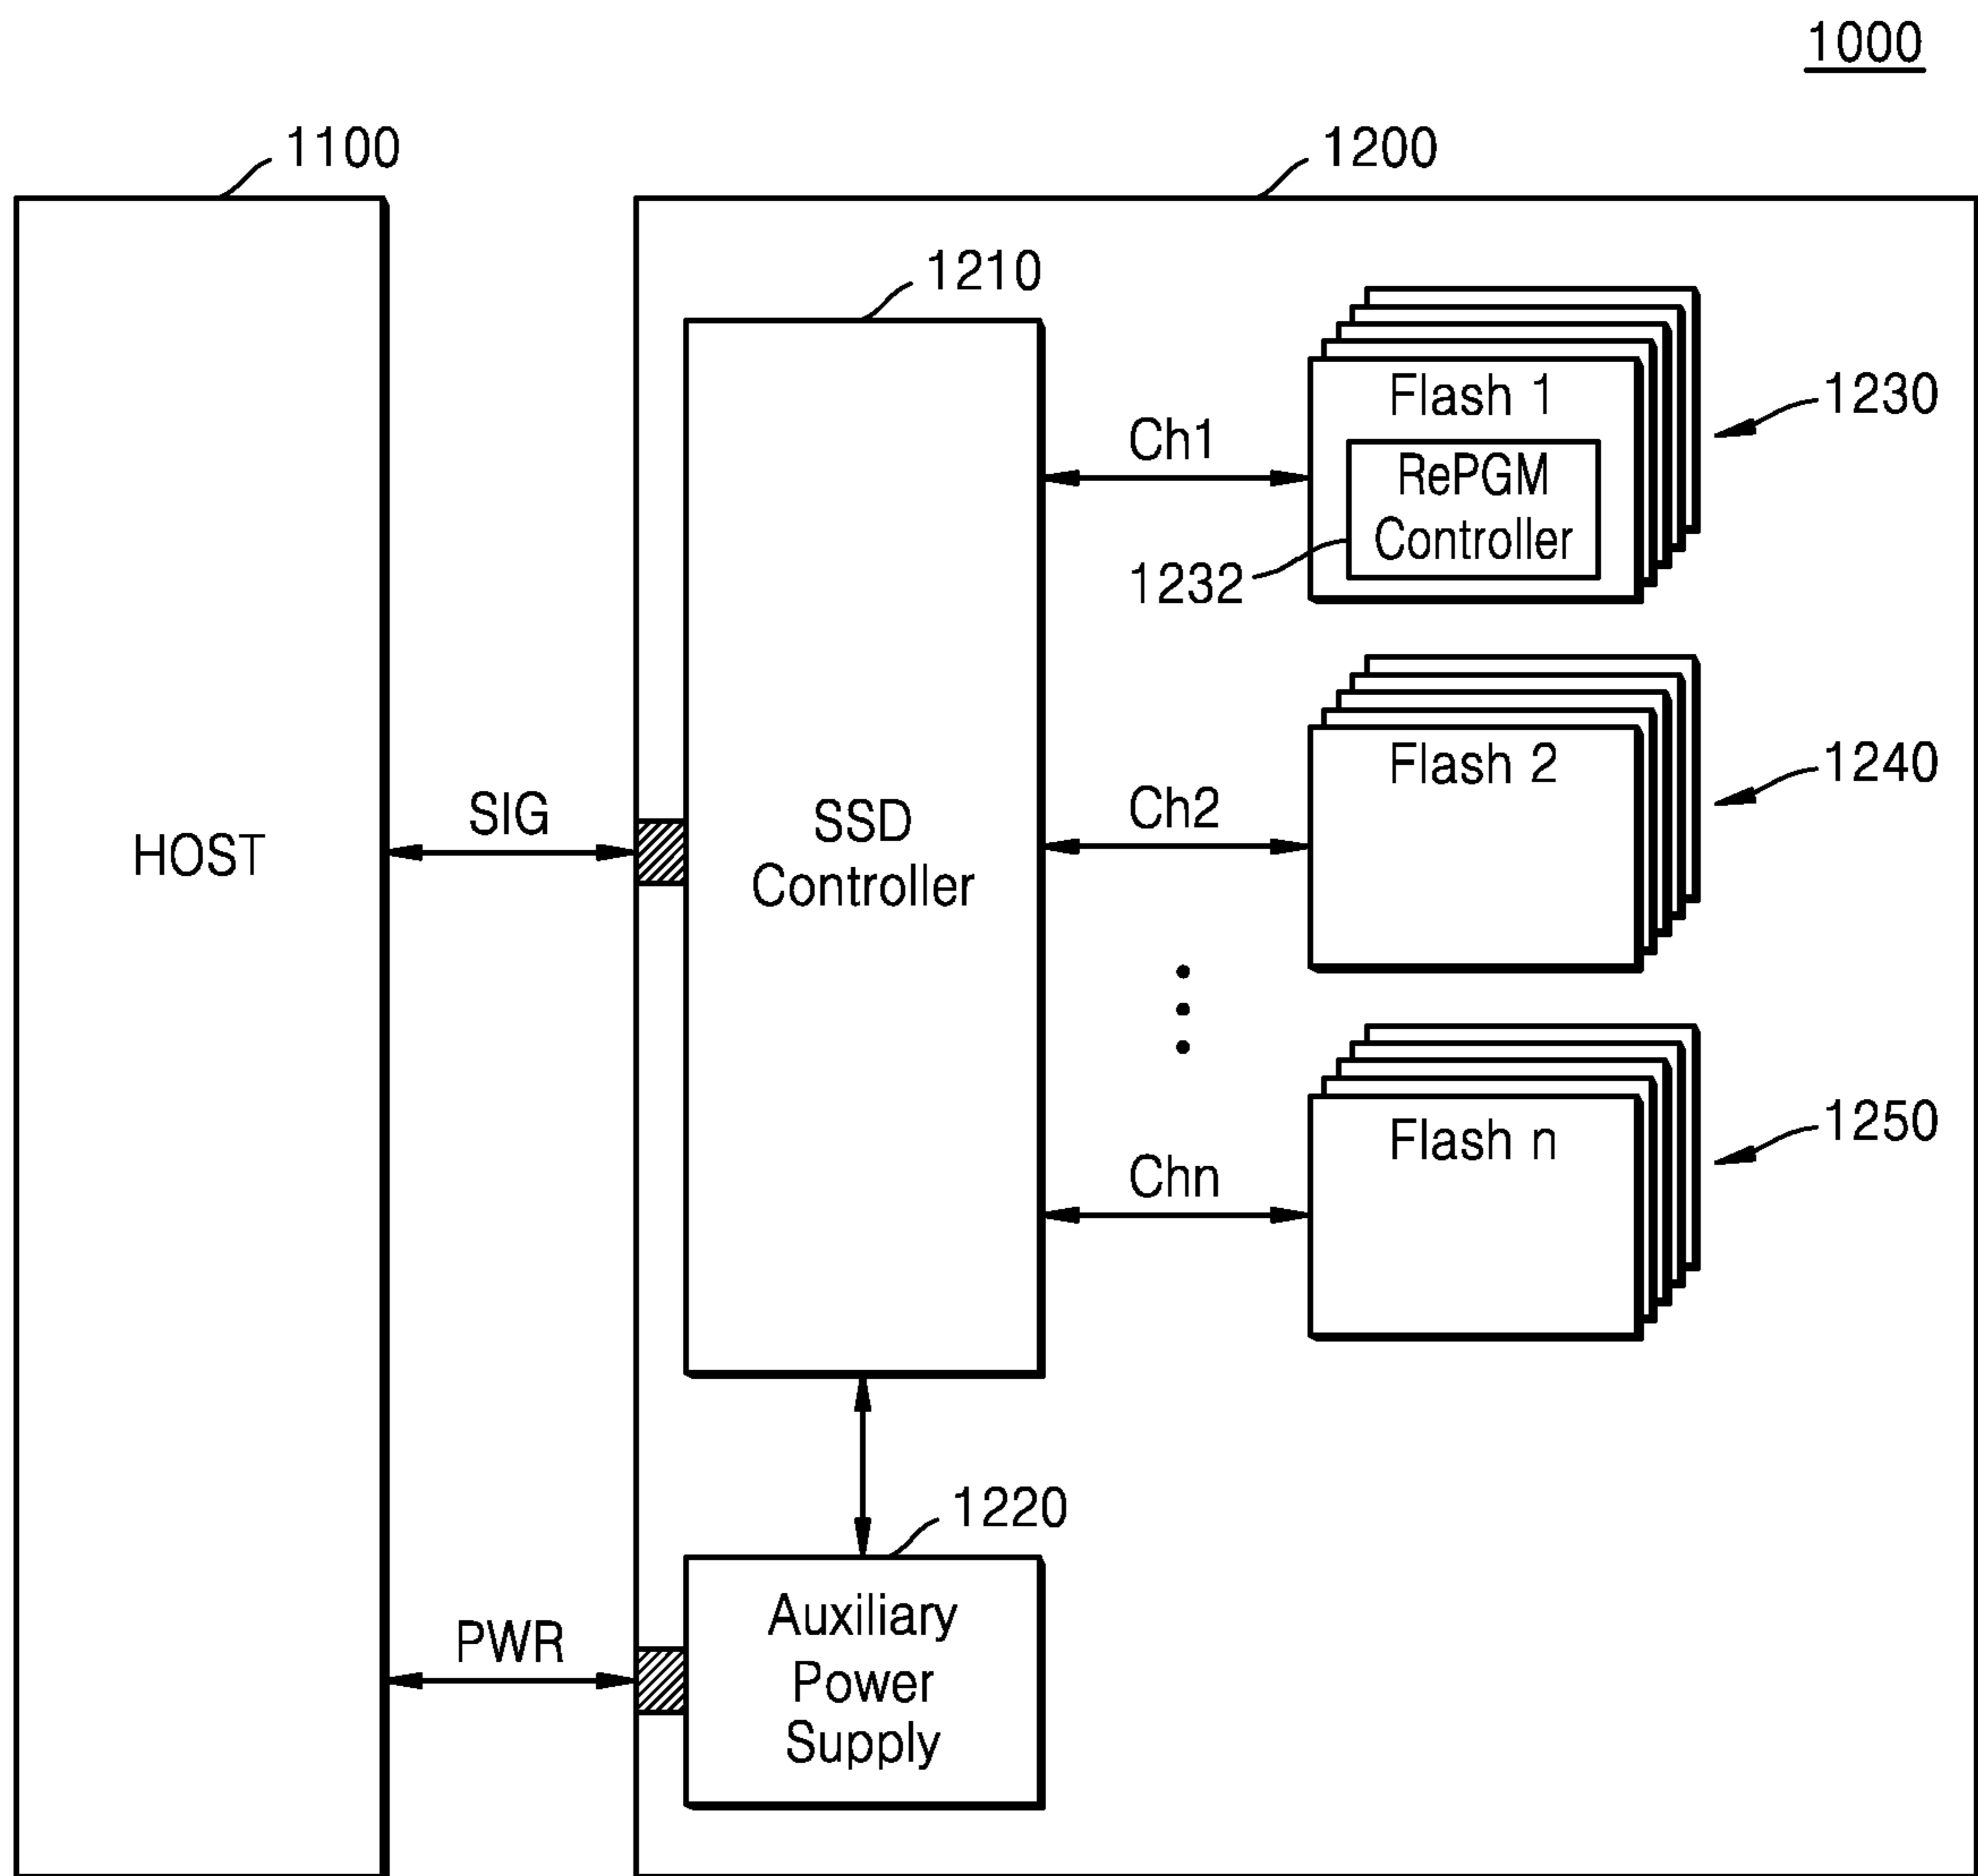 1000
1100
1200
1210
Flash 1
1230
Ch1
RePGM
Controller
1232
Flash 2
1240
Ch2
SIG
HOST
SSD
Controller
Flash n
1250
Chn
1220
Auxiliary
Power
Supply
PWR